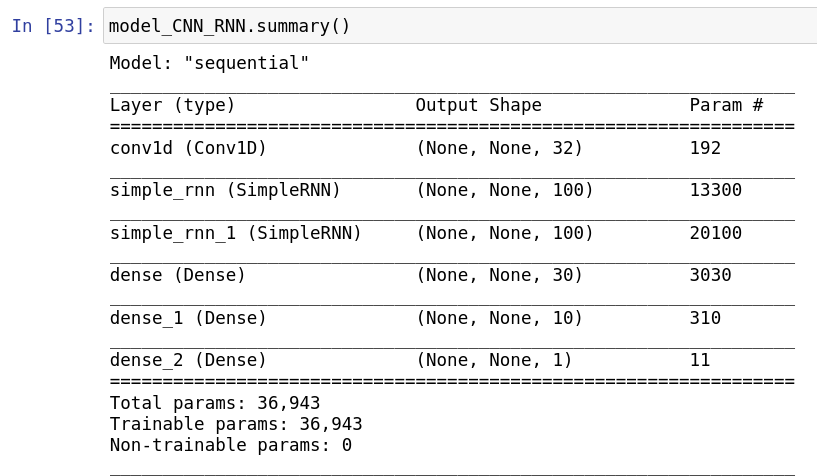 In [53]: model_CNN_RNN.summary()
Model: "sequential"
_________________________________________________________________
Layer (type)                 Output Shape              Param #
=================================================================
conv1d (Conv1D)              (None, None, 32)          192
_________________________________________________________________
simple_rnn (SimpleRNN)       (None, None, 100)         13300
_________________________________________________________________
simple_rnn_1 (SimpleRNN)     (None, None, 100)         20100
_________________________________________________________________
dense (Dense)                (None, None, 30)          3030
_________________________________________________________________
dense_1 (Dense)              (None, None, 10)          310
_________________________________________________________________
dense_2 (Dense)              (None, None, 1)           11
=================================================================
Total params: 36,943
Trainable params: 36,943
Non-trainable params: 0
_________________________________________________________________